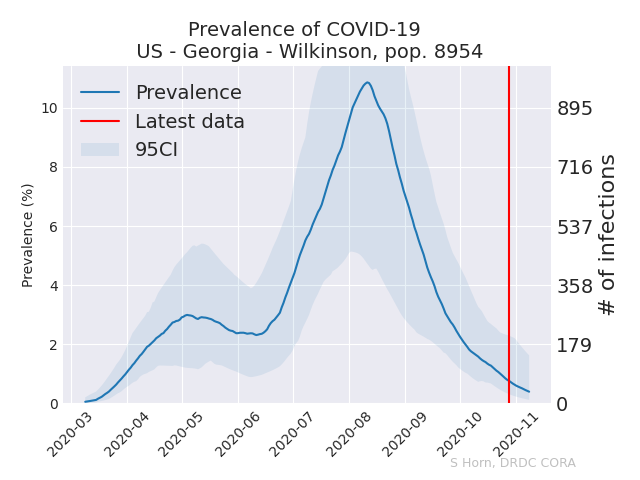 Prevalence of COVID-19
US - Georgia - Wilkinson, pop. 8954
Prevalence
Latest data
95CI
Prevalence (%)
10
8
6
4
2
0
895
716
537
358
179
0
# of infections
2020-03
2020-04
2020-05
2020-06
2020-07
2020-08
2020-09
2020-10
2020-11
S Horn, DRDC CORA